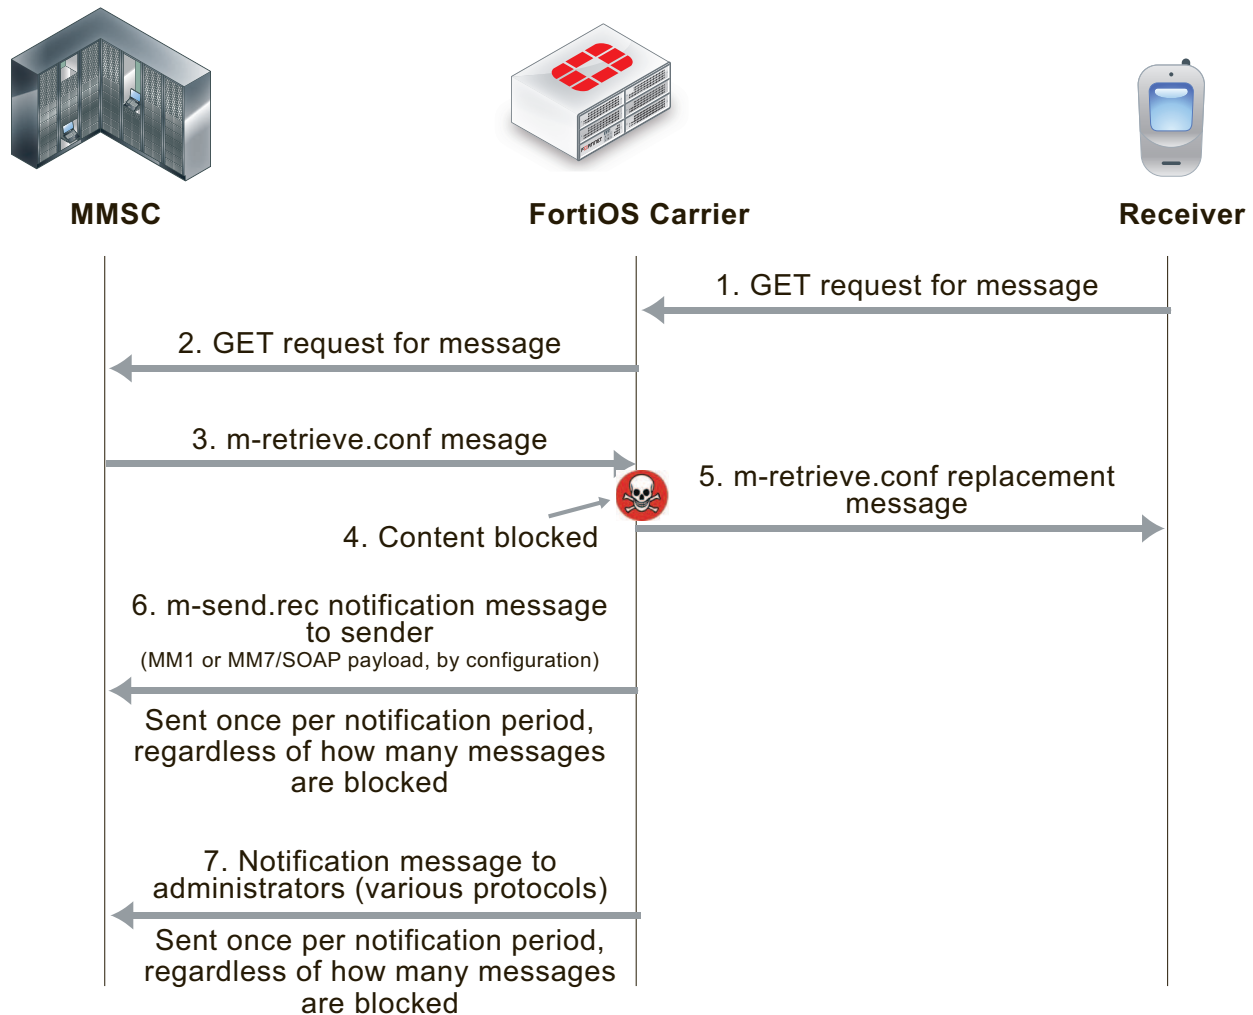 MMSC
FortiOS Carrier
Receiver
1. GET request for message
2. GET request for message
3. m-retrieve.conf mesage
4. Content blocked
5. m-retrieve.conf replacement
message
6. m-send.rec notification message
to sender
(MM1 or MM7/SOAP payload, by configuration)
Sent once per notification period,
regardless of how many messages
are blocked
7. Notification message to
administrators (various protocols)
Sent once per notification period,
regardless of how many messages
are blocked